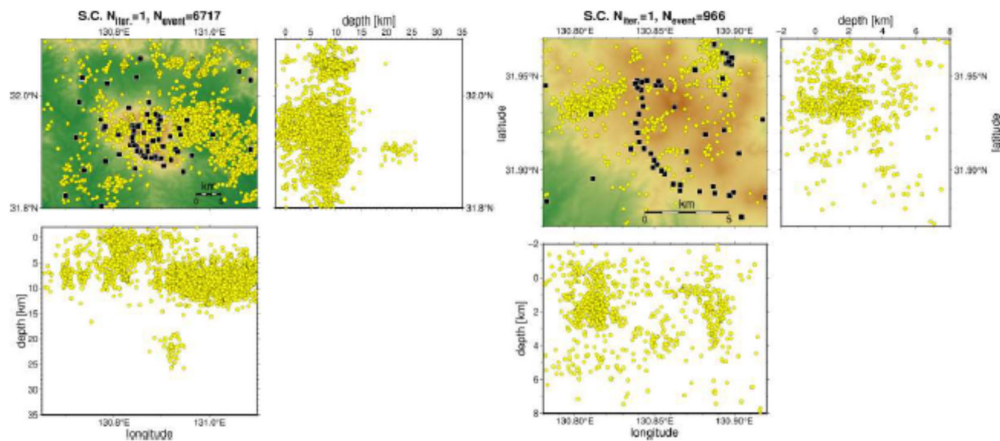 S.C. N_iter.=1, N_event=6717
130.8°E 131.0°E
32.0°N
31.8°N
km
0 5
depth [km]
0 5 10 15 20 25 30 35
32.0°N
latitude
31.8°N
depth [km]
0
5
10
15
20
25
30
35
130.8°E 131.0°E
longitude
S.C. N_iter.=1, N_event=966
130.80°E 130.85°E 130.90°E
31.95°N
31.90°N
km
0 5
depth [km]
−2 0 2 4 6 8
31.95°N
latitude
31.90°N
depth [km]
−2
0
2
4
6
8
130.80°E 130.85°E 130.90°E
longitude